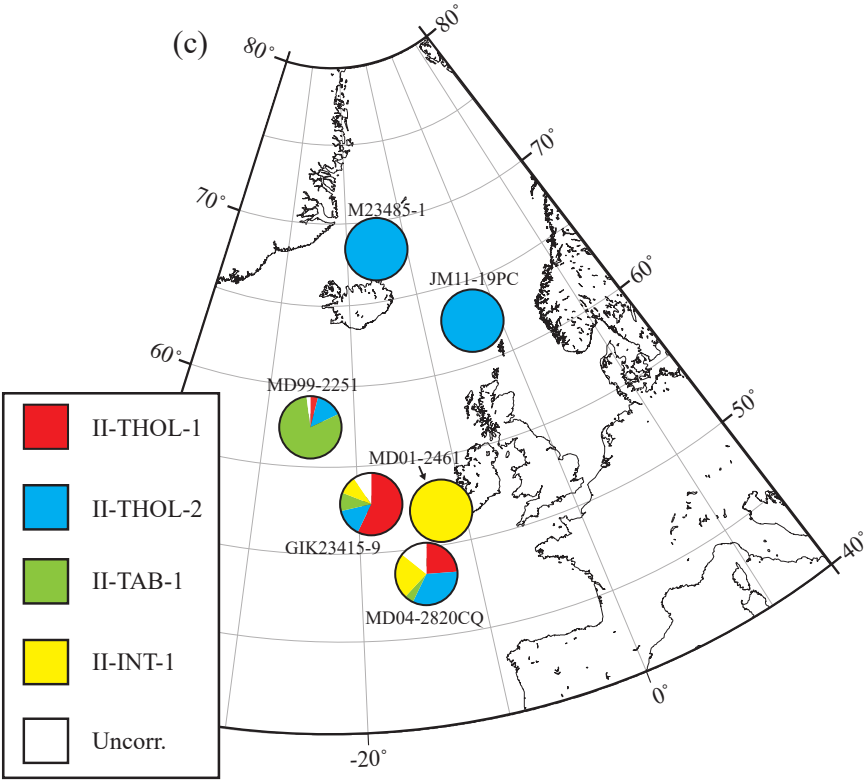 (c)
80°
80°
70°
70°
M23485-1
JM11-19PC
60°
60°
MD99-2251
50°
II-THOL-1
MD01-2461
II-THOL-2
GIK23415-9
40°
II-TAB-1
MD04-2820CQ
II-INT-1
0°
Uncorr.
-20°